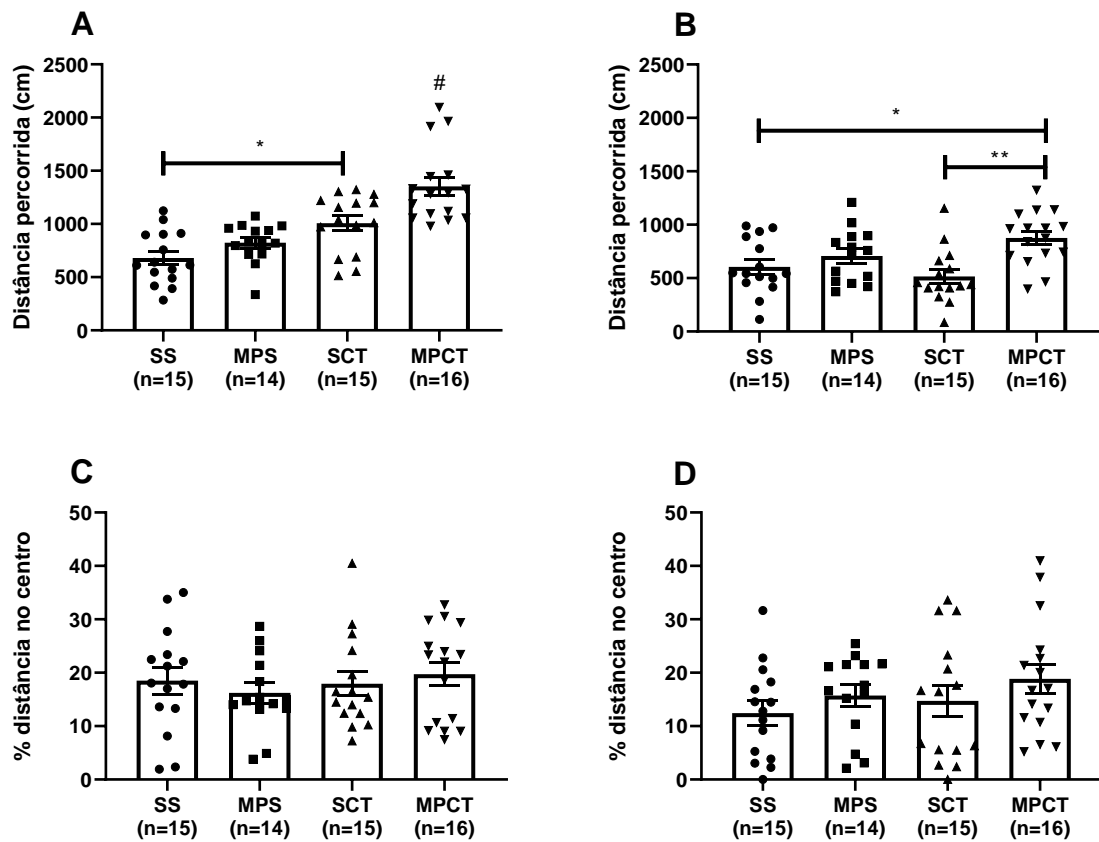 A
Distância percorrida (cm)
2500
2000
1500
1000
500
0
*
#
SS MPS SCT MPCT
(n=15) (n=14) (n=15) (n=16)
B
Distância percorrida (cm)
2500
2000
1500
1000
500
0
*
**
SS MPS SCT MPCT
(n=15) (n=14) (n=15) (n=16)
C
% distância no centro
50
40
30
20
10
0
SS MPS SCT MPCT
(n=15) (n=14) (n=15) (n=16)
D
% distância no centro
50
40
30
20
10
0
SS MPS SCT MPCT
(n=15) (n=14) (n=15) (n=16)